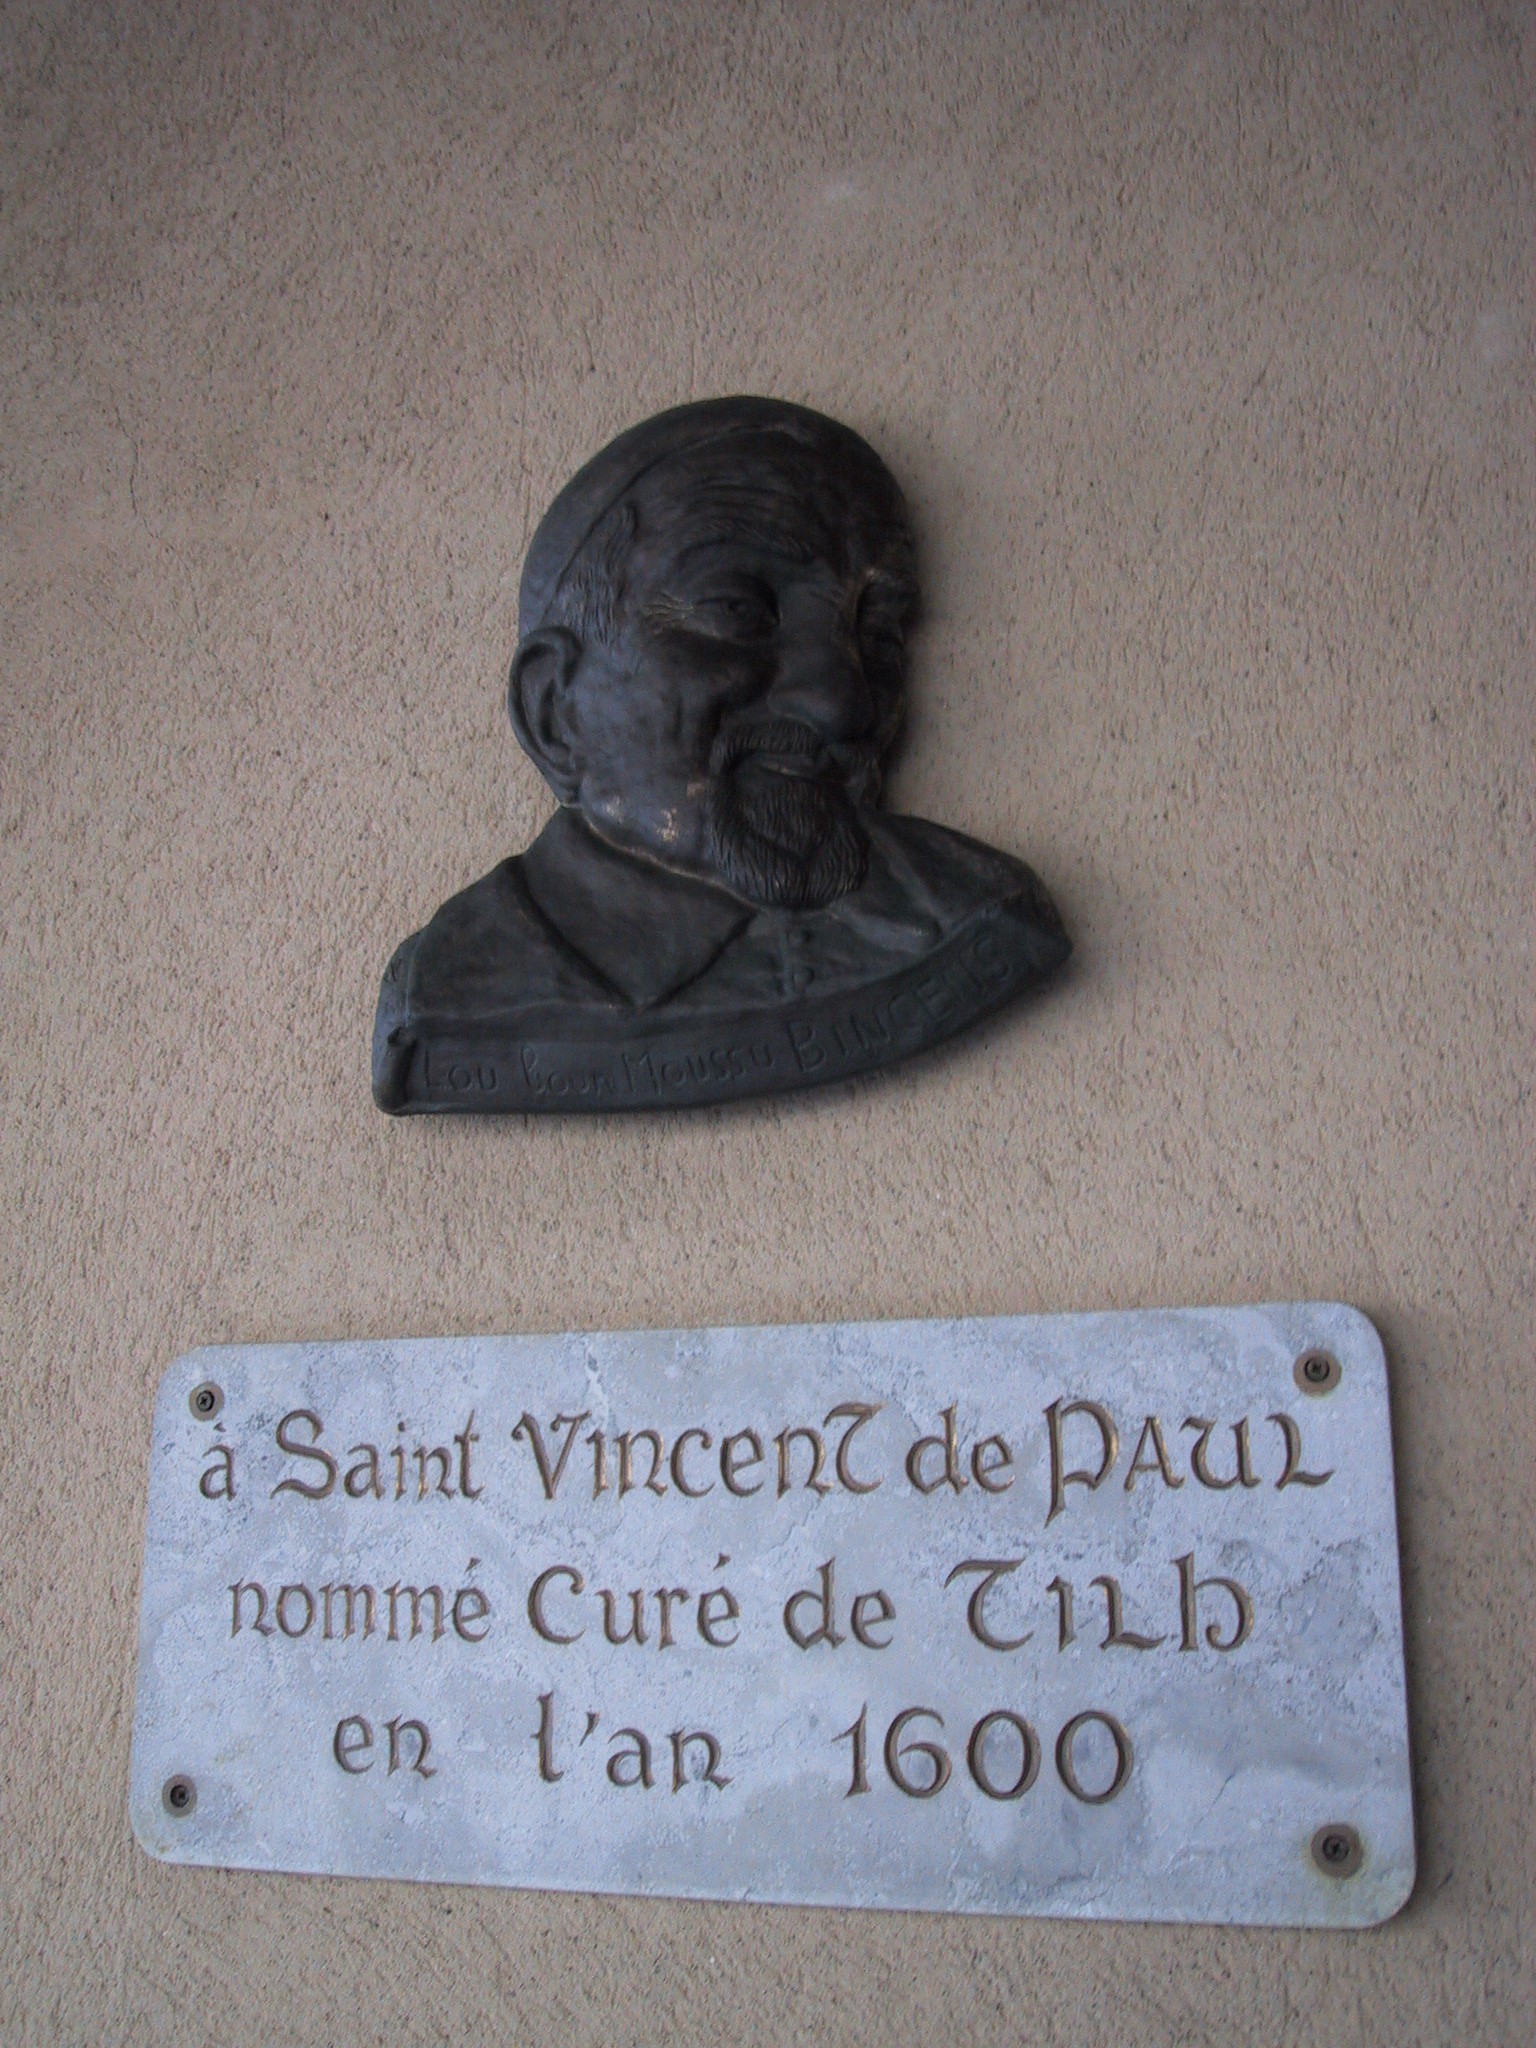 Lou boun Moussu BINCENS
à Saint Vincent de PAUL
nommé Curé de TILH
en l'an 1600